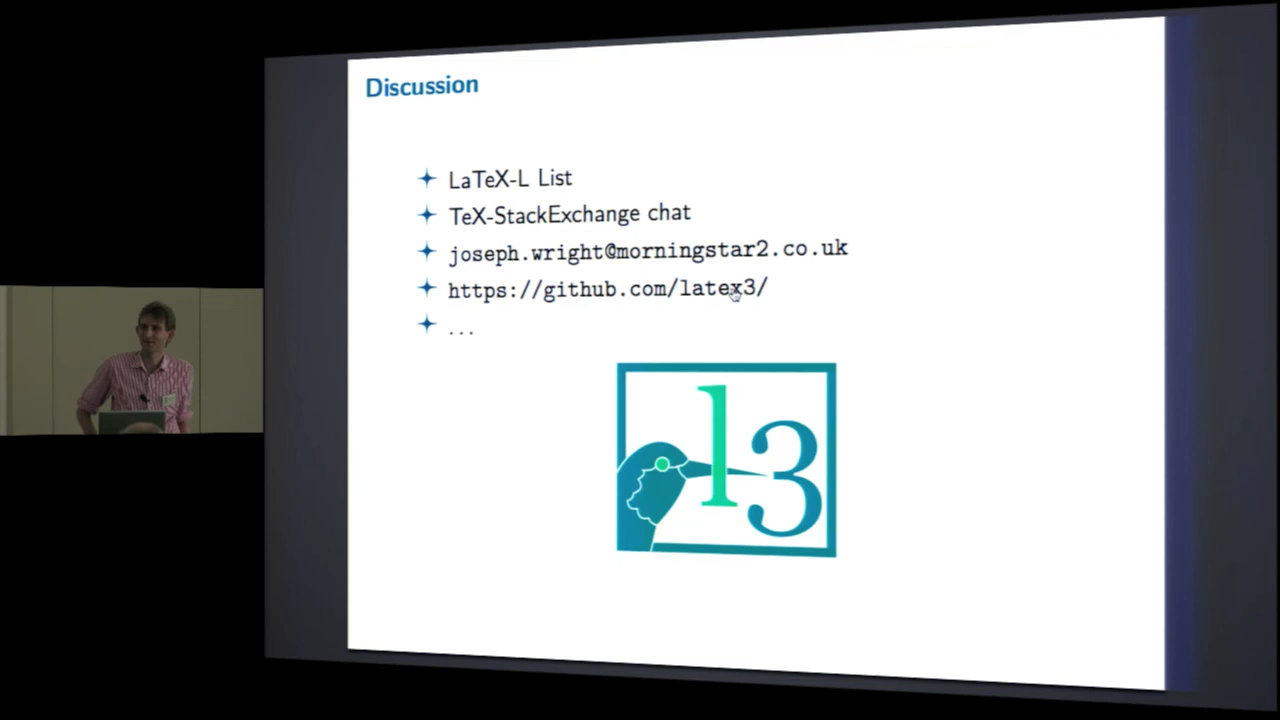 Discussion
LaTeX-L List
TeX-StackExchange chat
joseph.wright@morningstar2.co.uk
https://github.com/latex3/
...
l3